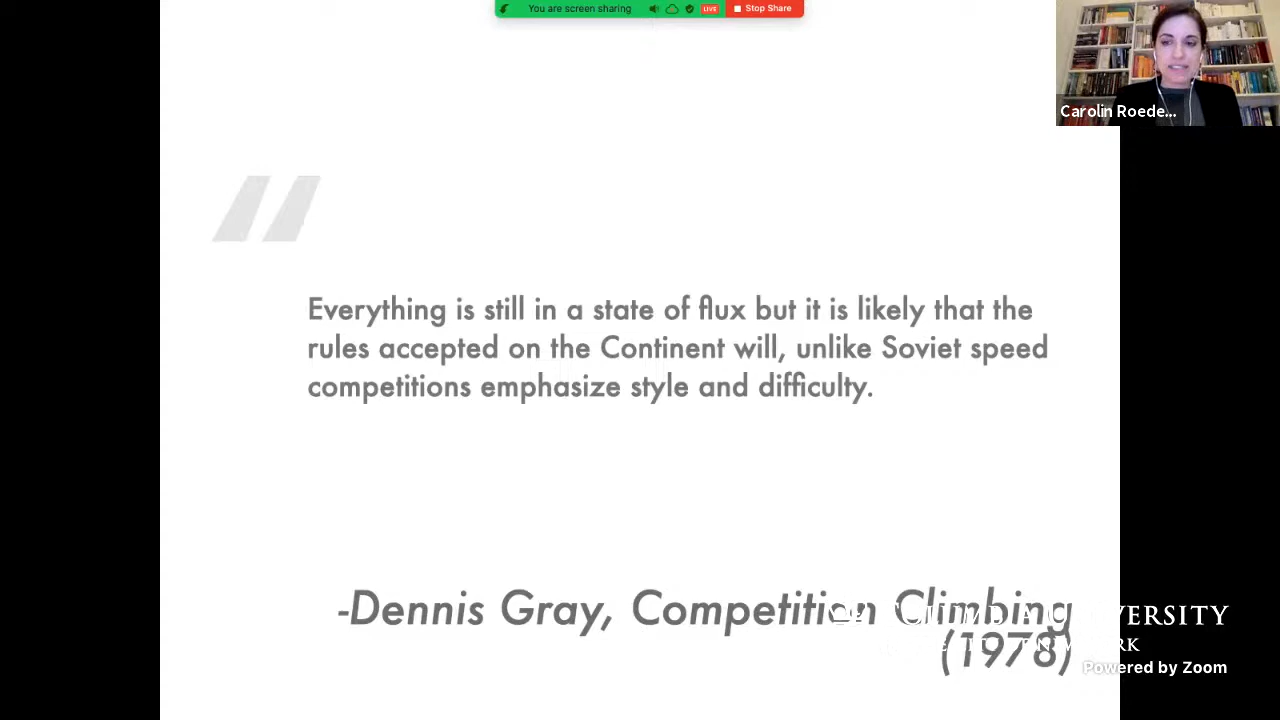 You are screen sharing LIVE Stop Share
Carolin Roede...
"
Everything is still in a state of flux but it is likely that the
rules accepted on the Continent will, unlike Soviet speed
competitions emphasize style and difficulty.
-Dennis Gray, Competition Climbing
(1978)
COLUMBIA UNIVERSITY
Powered by Zoom